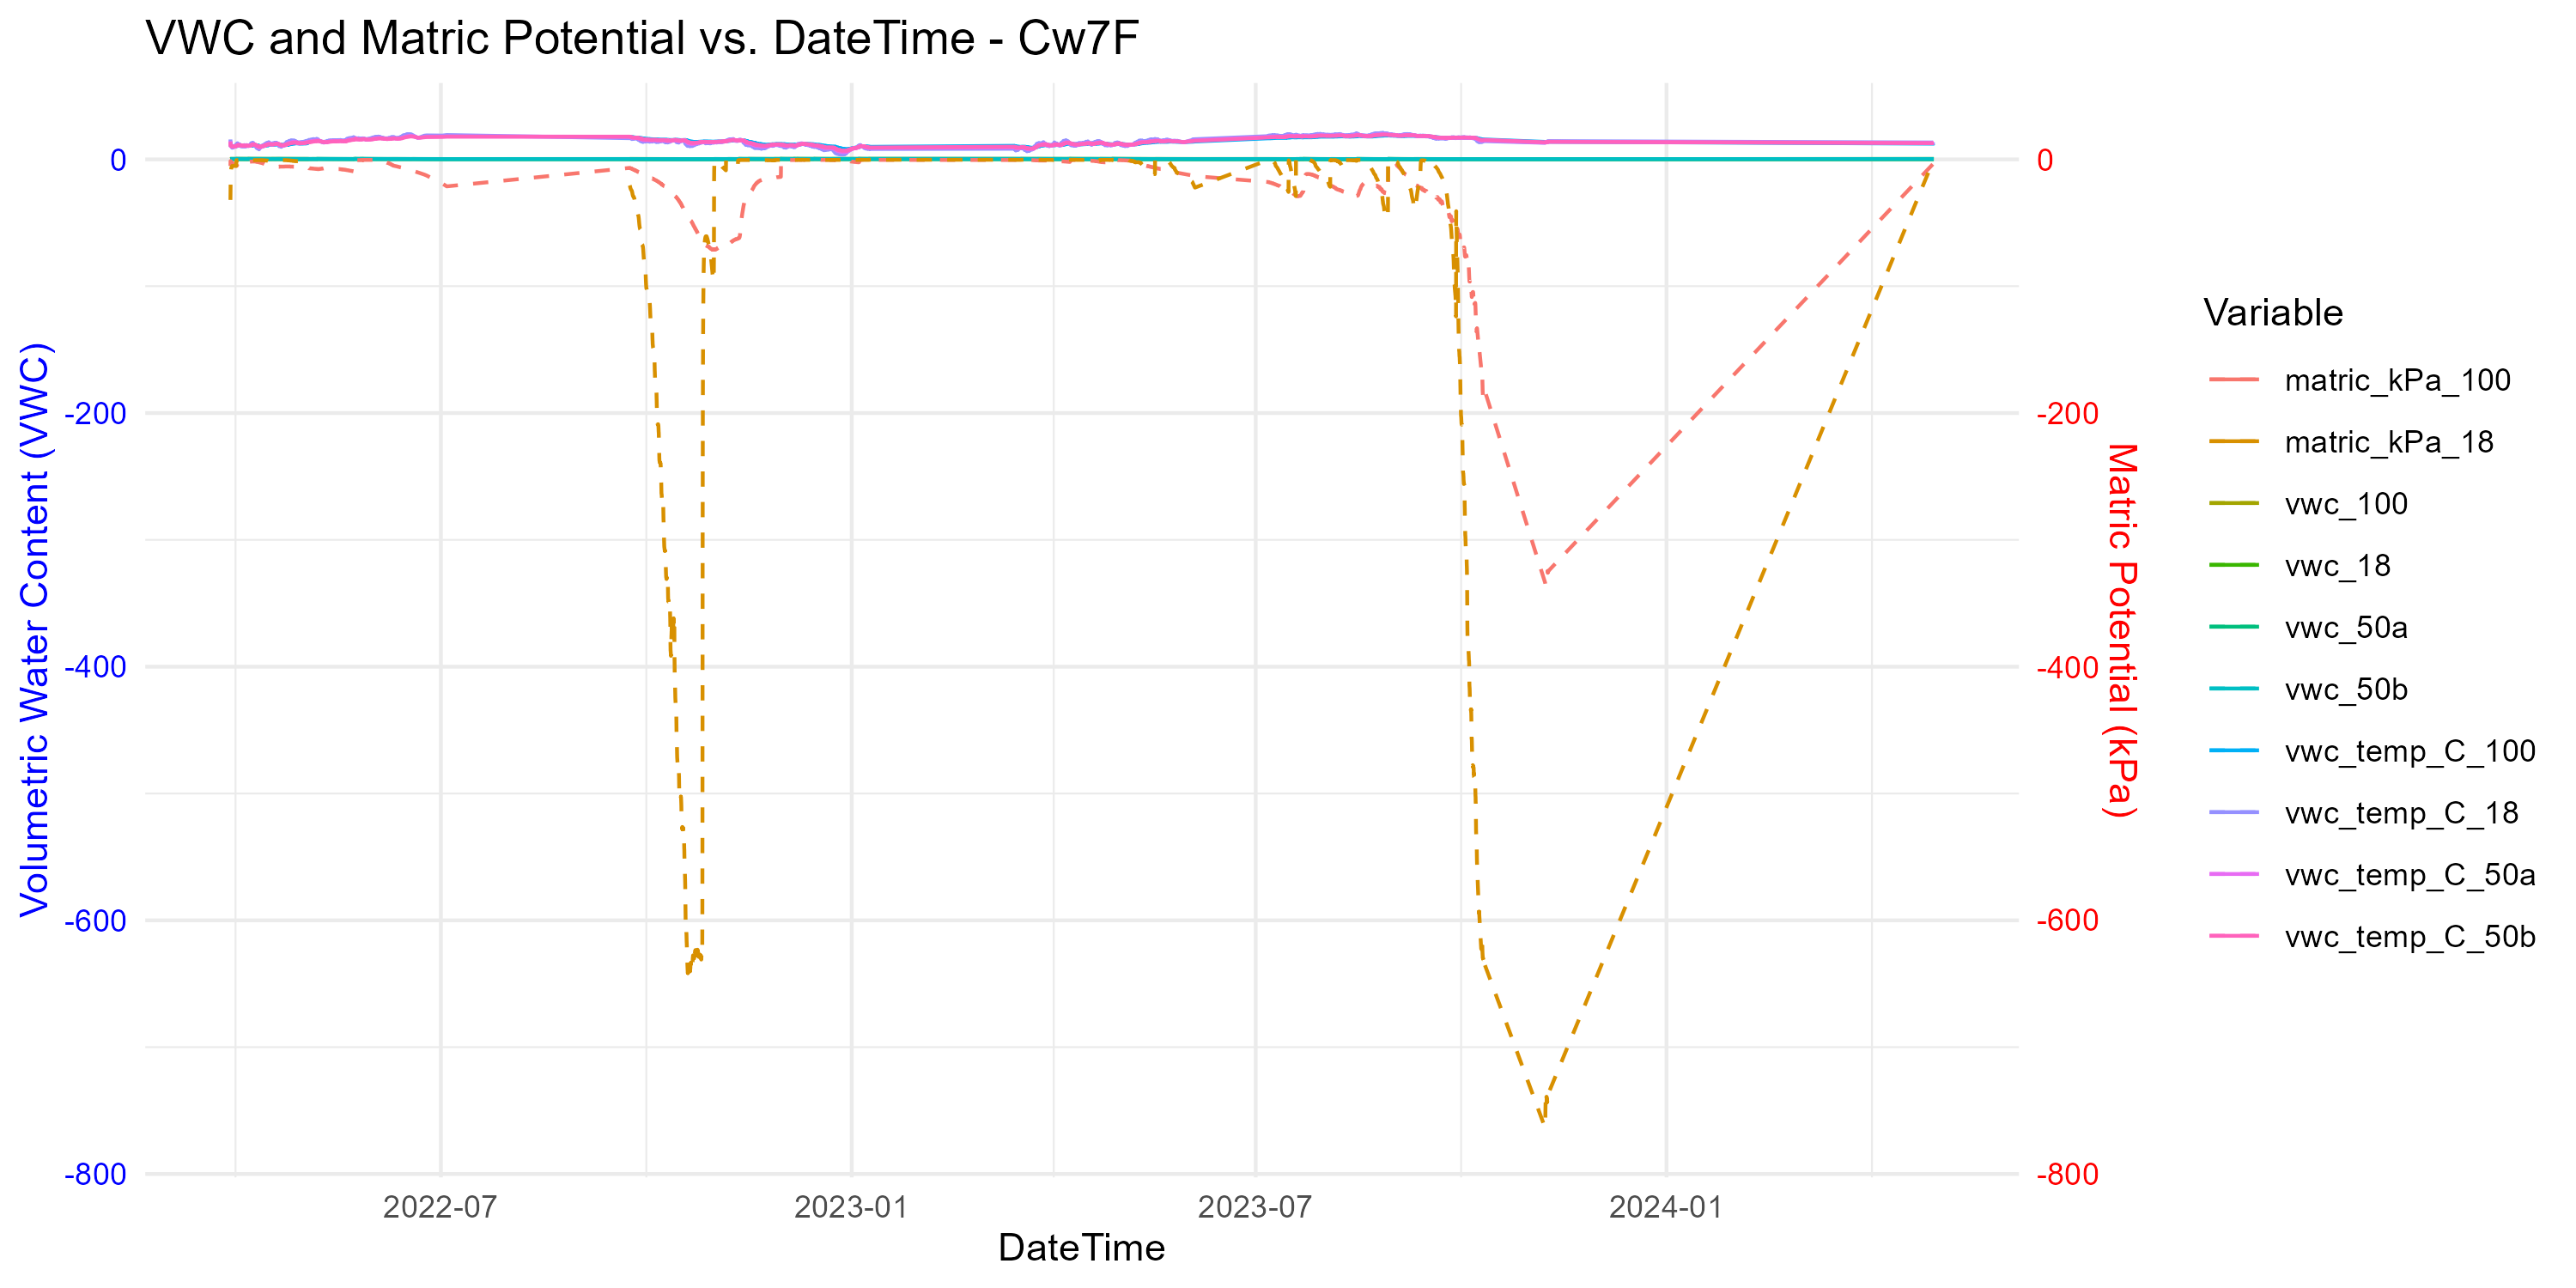 VWC and Matric Potential vs. DateTime - Cw7F
Volumetric Water Content (VWC)
0
-200
-400
-600
-800
0
-200
-400
-600
-800
Matric Potential (kPa)
2022-07
2023-01
2023-07
2024-01
DateTime
Variable
matric_kPa_100
matric_kPa_18
vwc_100
vwc_18
vwc_50a
vwc_50b
vwc_temp_C_100
vwc_temp_C_18
vwc_temp_C_50a
vwc_temp_C_50b